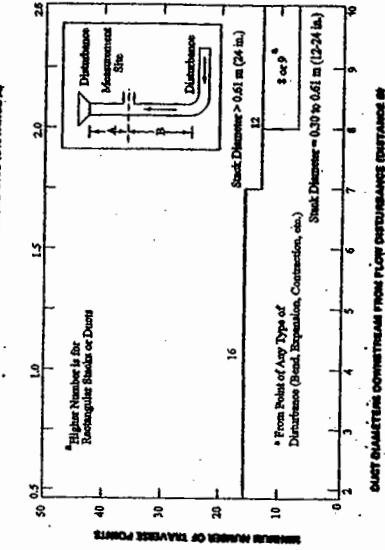 0.5
1.0
1.5
2.0
2.5
50
40
30
20
10
0
a Higher Number is for
Rectangular Stacks or Ducts
Disturbance
Measurement
Site
Disturbance
A
B
Stack Diameter > 0.61 m (24 in.)
16
12
8 or 9 a
a From Point of Any Type of
Disturbance (Bend, Expansion, Contraction, etc.)
Stack Diameter = 0.30 to 0.61 m (12-24 in.)
2
3
4
5
6
7
8
9
10
MINIMUM NUMBER OF TRAVERSE POINTS
DUCT DIAMETERS DOWNSTREAM FROM FLOW DISTURBANCE (DISTANCE B)